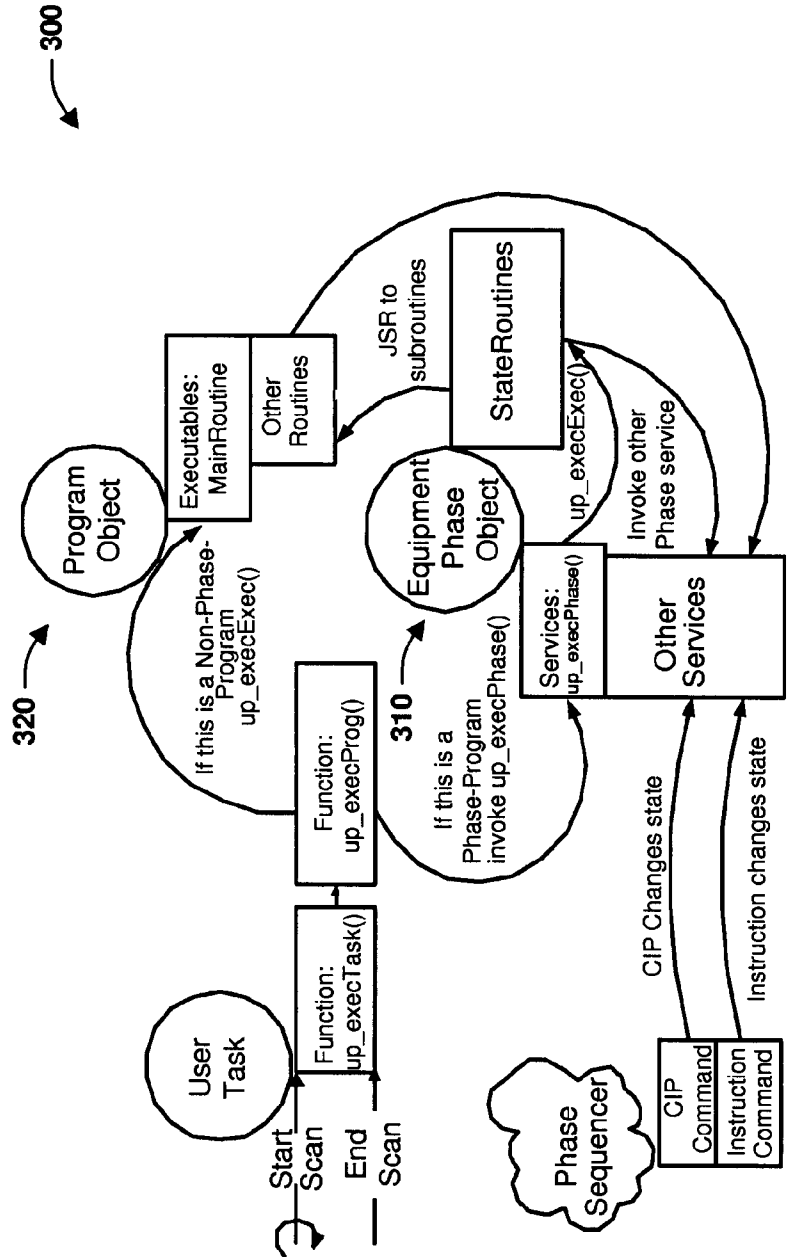 300
320
Program
Object
Executables:
MainRoutine
Other
Routines
If this is a Non-Phase-
Program
up_execExec()
JSR to
subroutines
StateRoutines
Equipment
Phase
Object
310
up_execExec()
Invoke other
Phase service
Services:
up_execPhase()
Other
Services
User
Task
Start
Scan
End
Scan
Function:
up_execTask()
Function:
up_execProg()
If this is a
Phase-Program
invoke up_execPhase()
Phase
Sequencer
CIP
Command
Instruction
Command
CIP Changes state
Instruction changes state